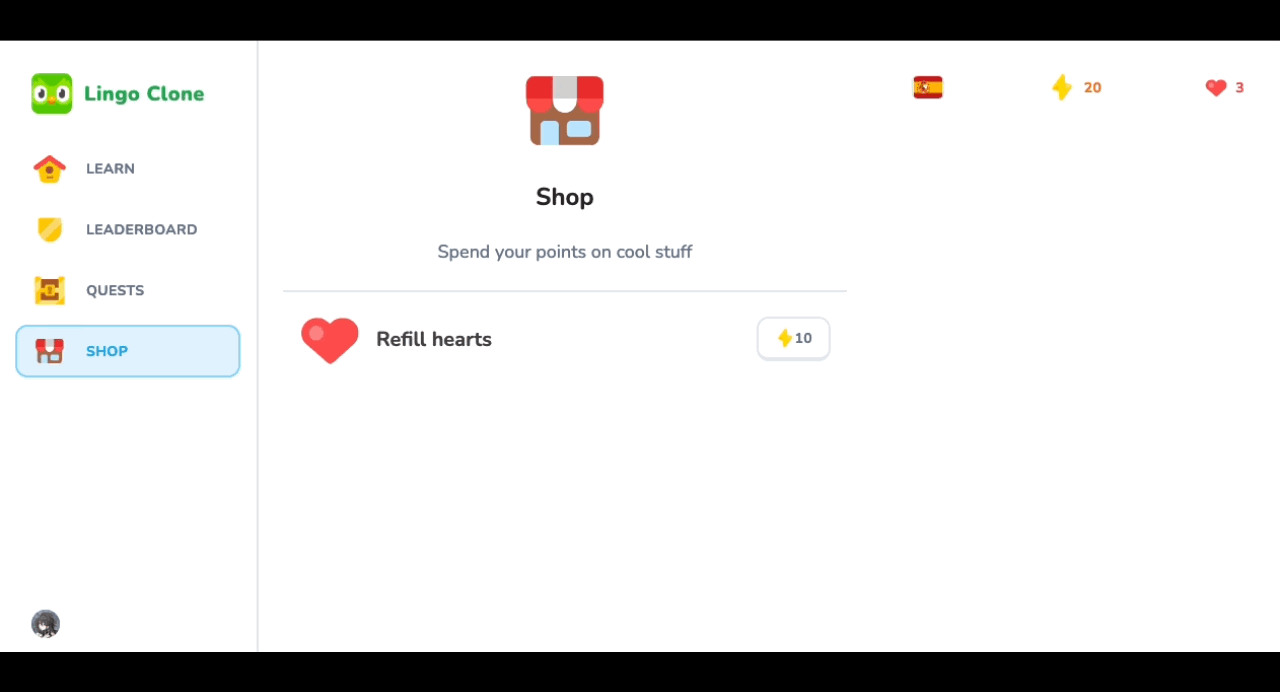 Lingo Clone
LEARN
LEADERBOARD
QUESTS
SHOP
Shop
Spend your points on cool stuff
Refill hearts
10
20
3